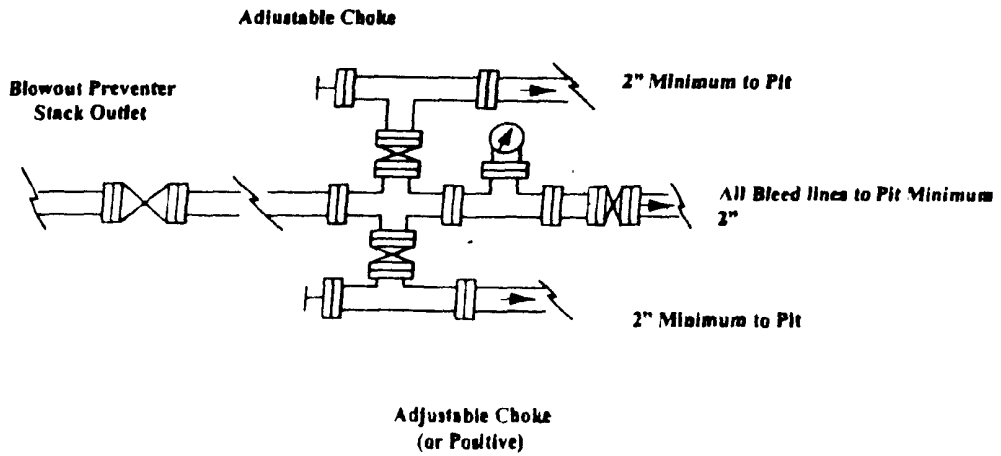 Adjustable Choke
Blowout Preventer
Stack Outlet
2" Minimum to Pit
All Bleed lines to Pit Minimum
2"
2" Minimum to Pit
Adjustable Choke
(or Positive)